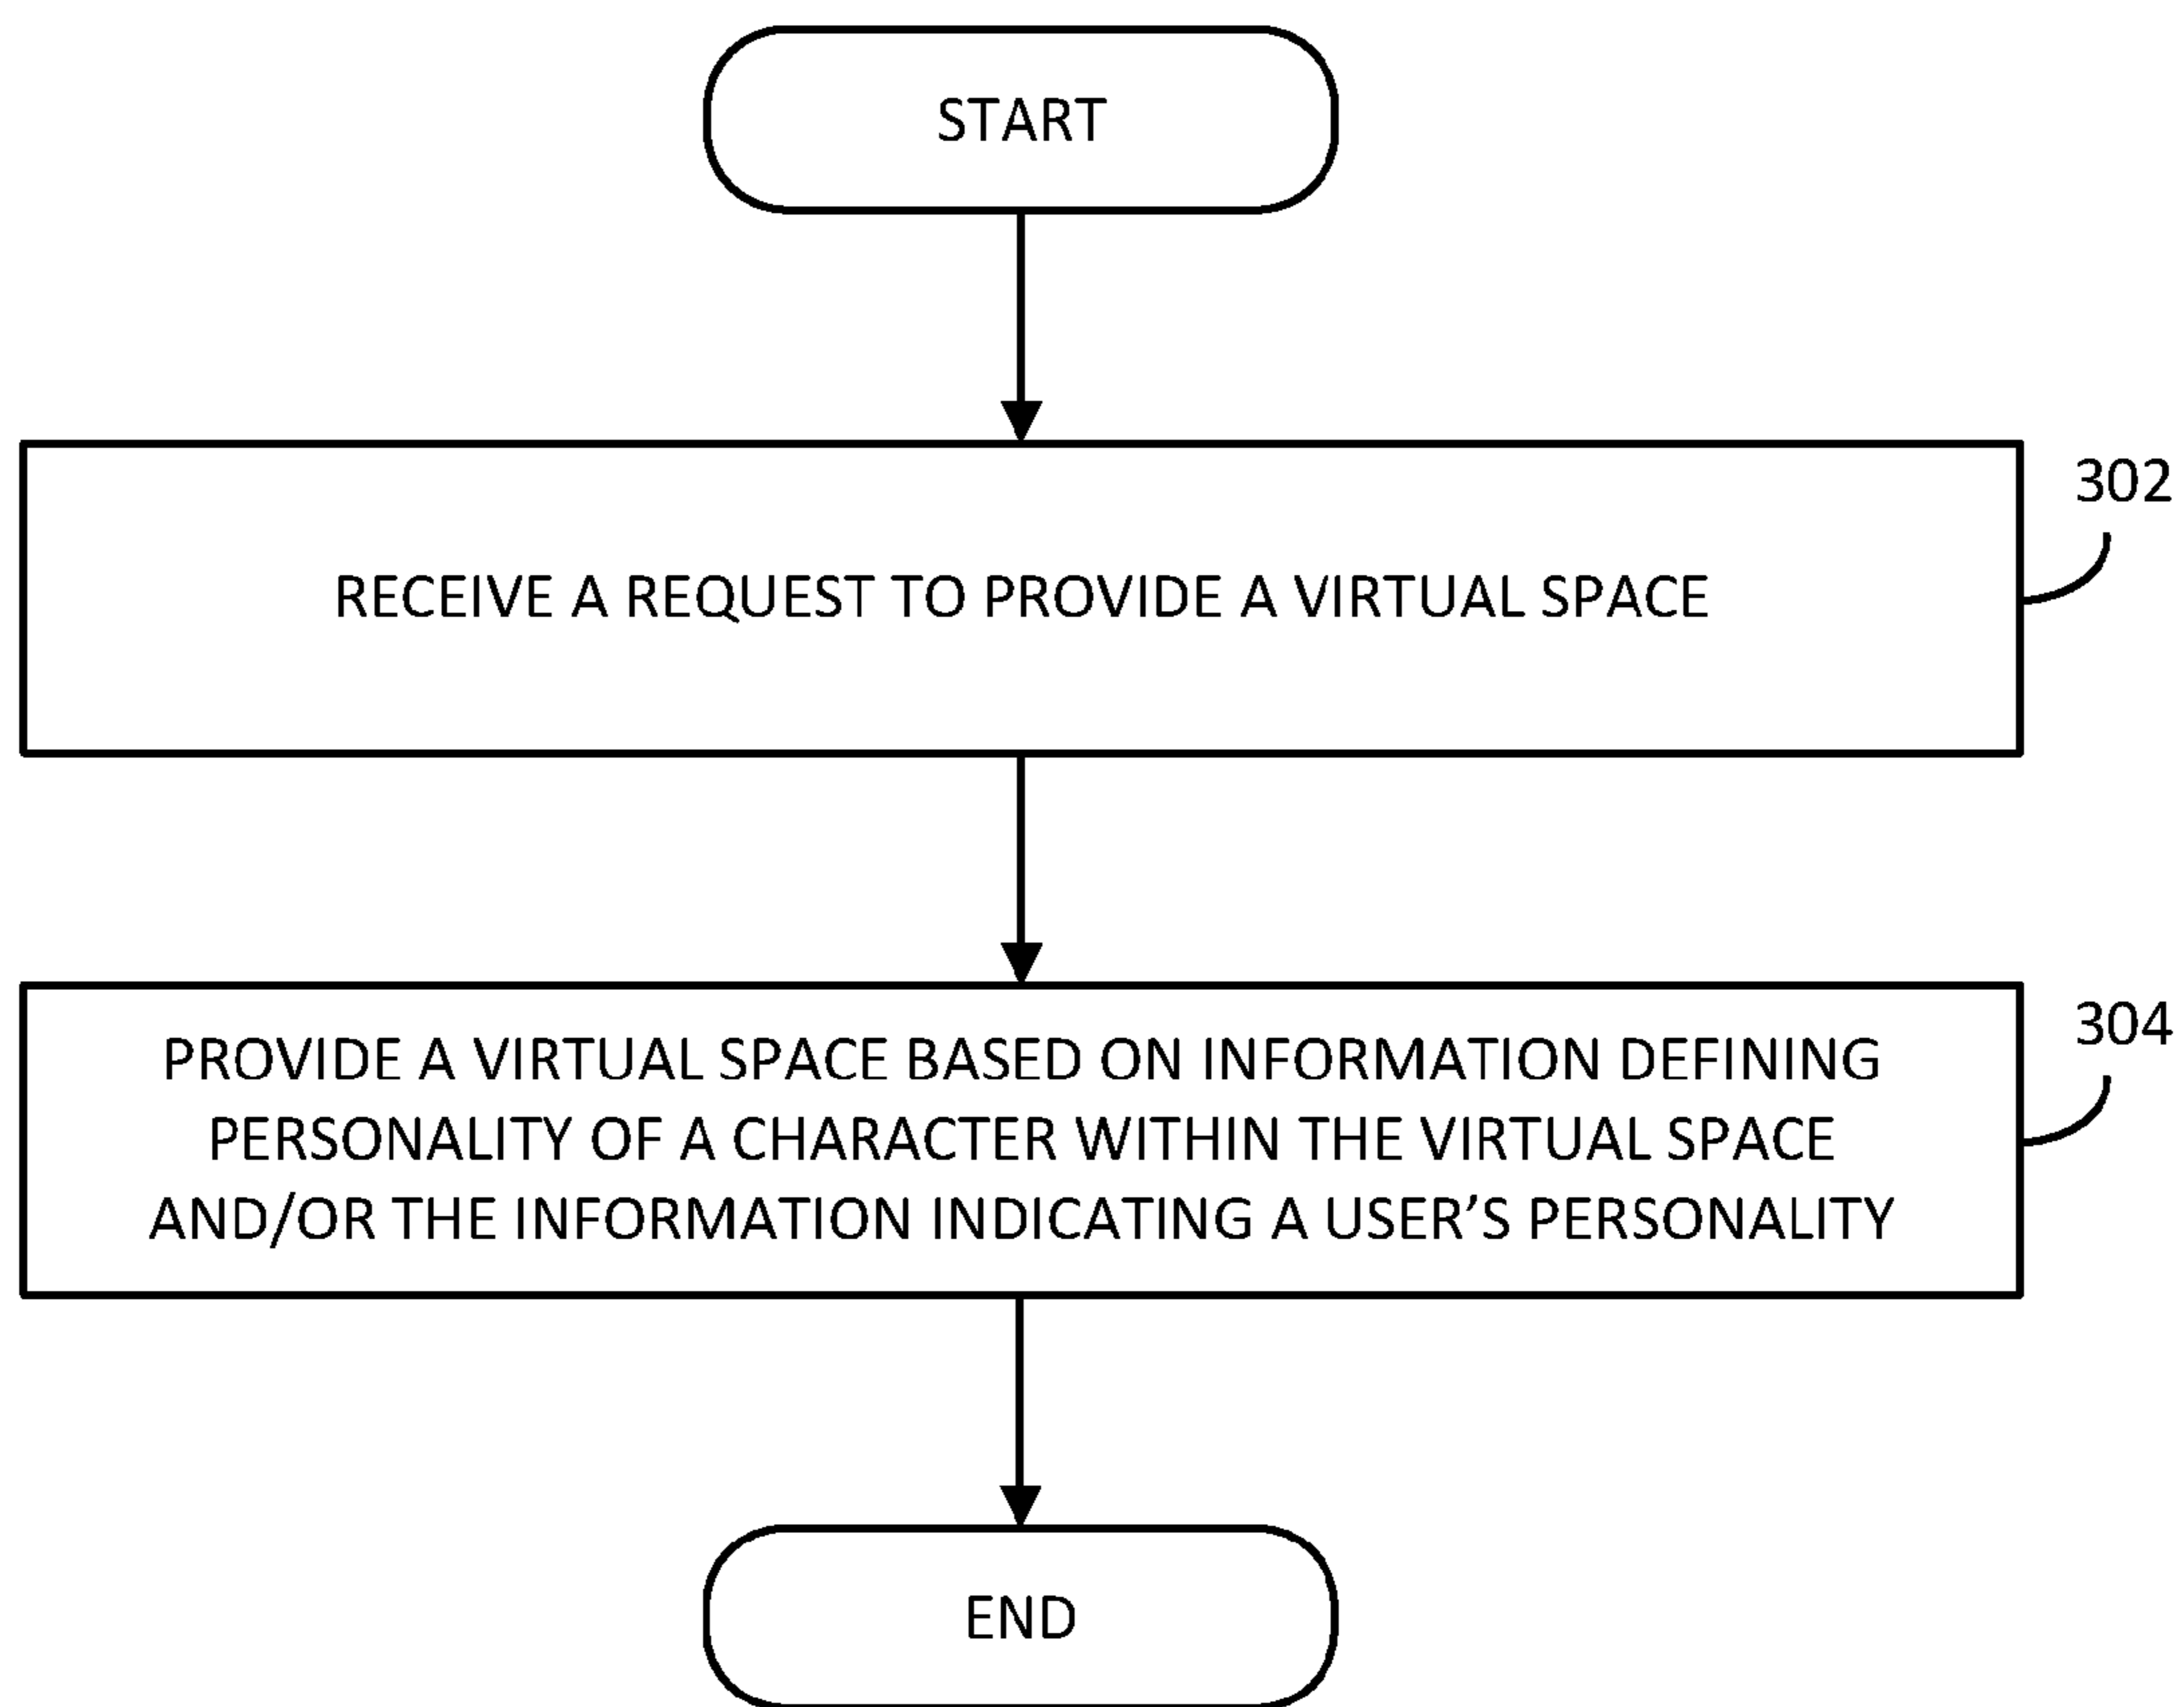 START
302
RECEIVE A REQUEST TO PROVIDE A VIRTUAL SPACE
304
PROVIDE A VIRTUAL SPACE BASED ON INFORMATION DEFINING
PERSONALITY OF A CHARACTER WITHIN THE VIRTUAL SPACE
AND/OR THE INFORMATION INDICATING A USER’S PERSONALITY
END